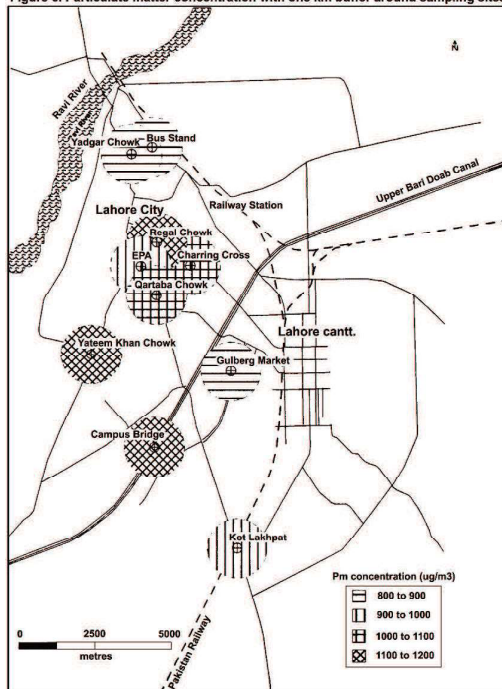 Figure 6: Particulate matter concentration with one km buffer around sampling sites
N
Ravi River
Bus Stand
Yadgar Chowk
Upper Bari Doab Canal
Lahore City
Railway Station
Regal Chowk
EPA
Charring Cross
Qartaba Chowk
Lahore cantt.
Yateem Khan Chowk
Gulberg Market
Campus Bridge
Kot Lakhpat
Pm concentration (ug/m3)
800 to 900
900 to 1000
1000 to 1100
1100 to 1200
0 2500 5000
metres
Pakistan Railway